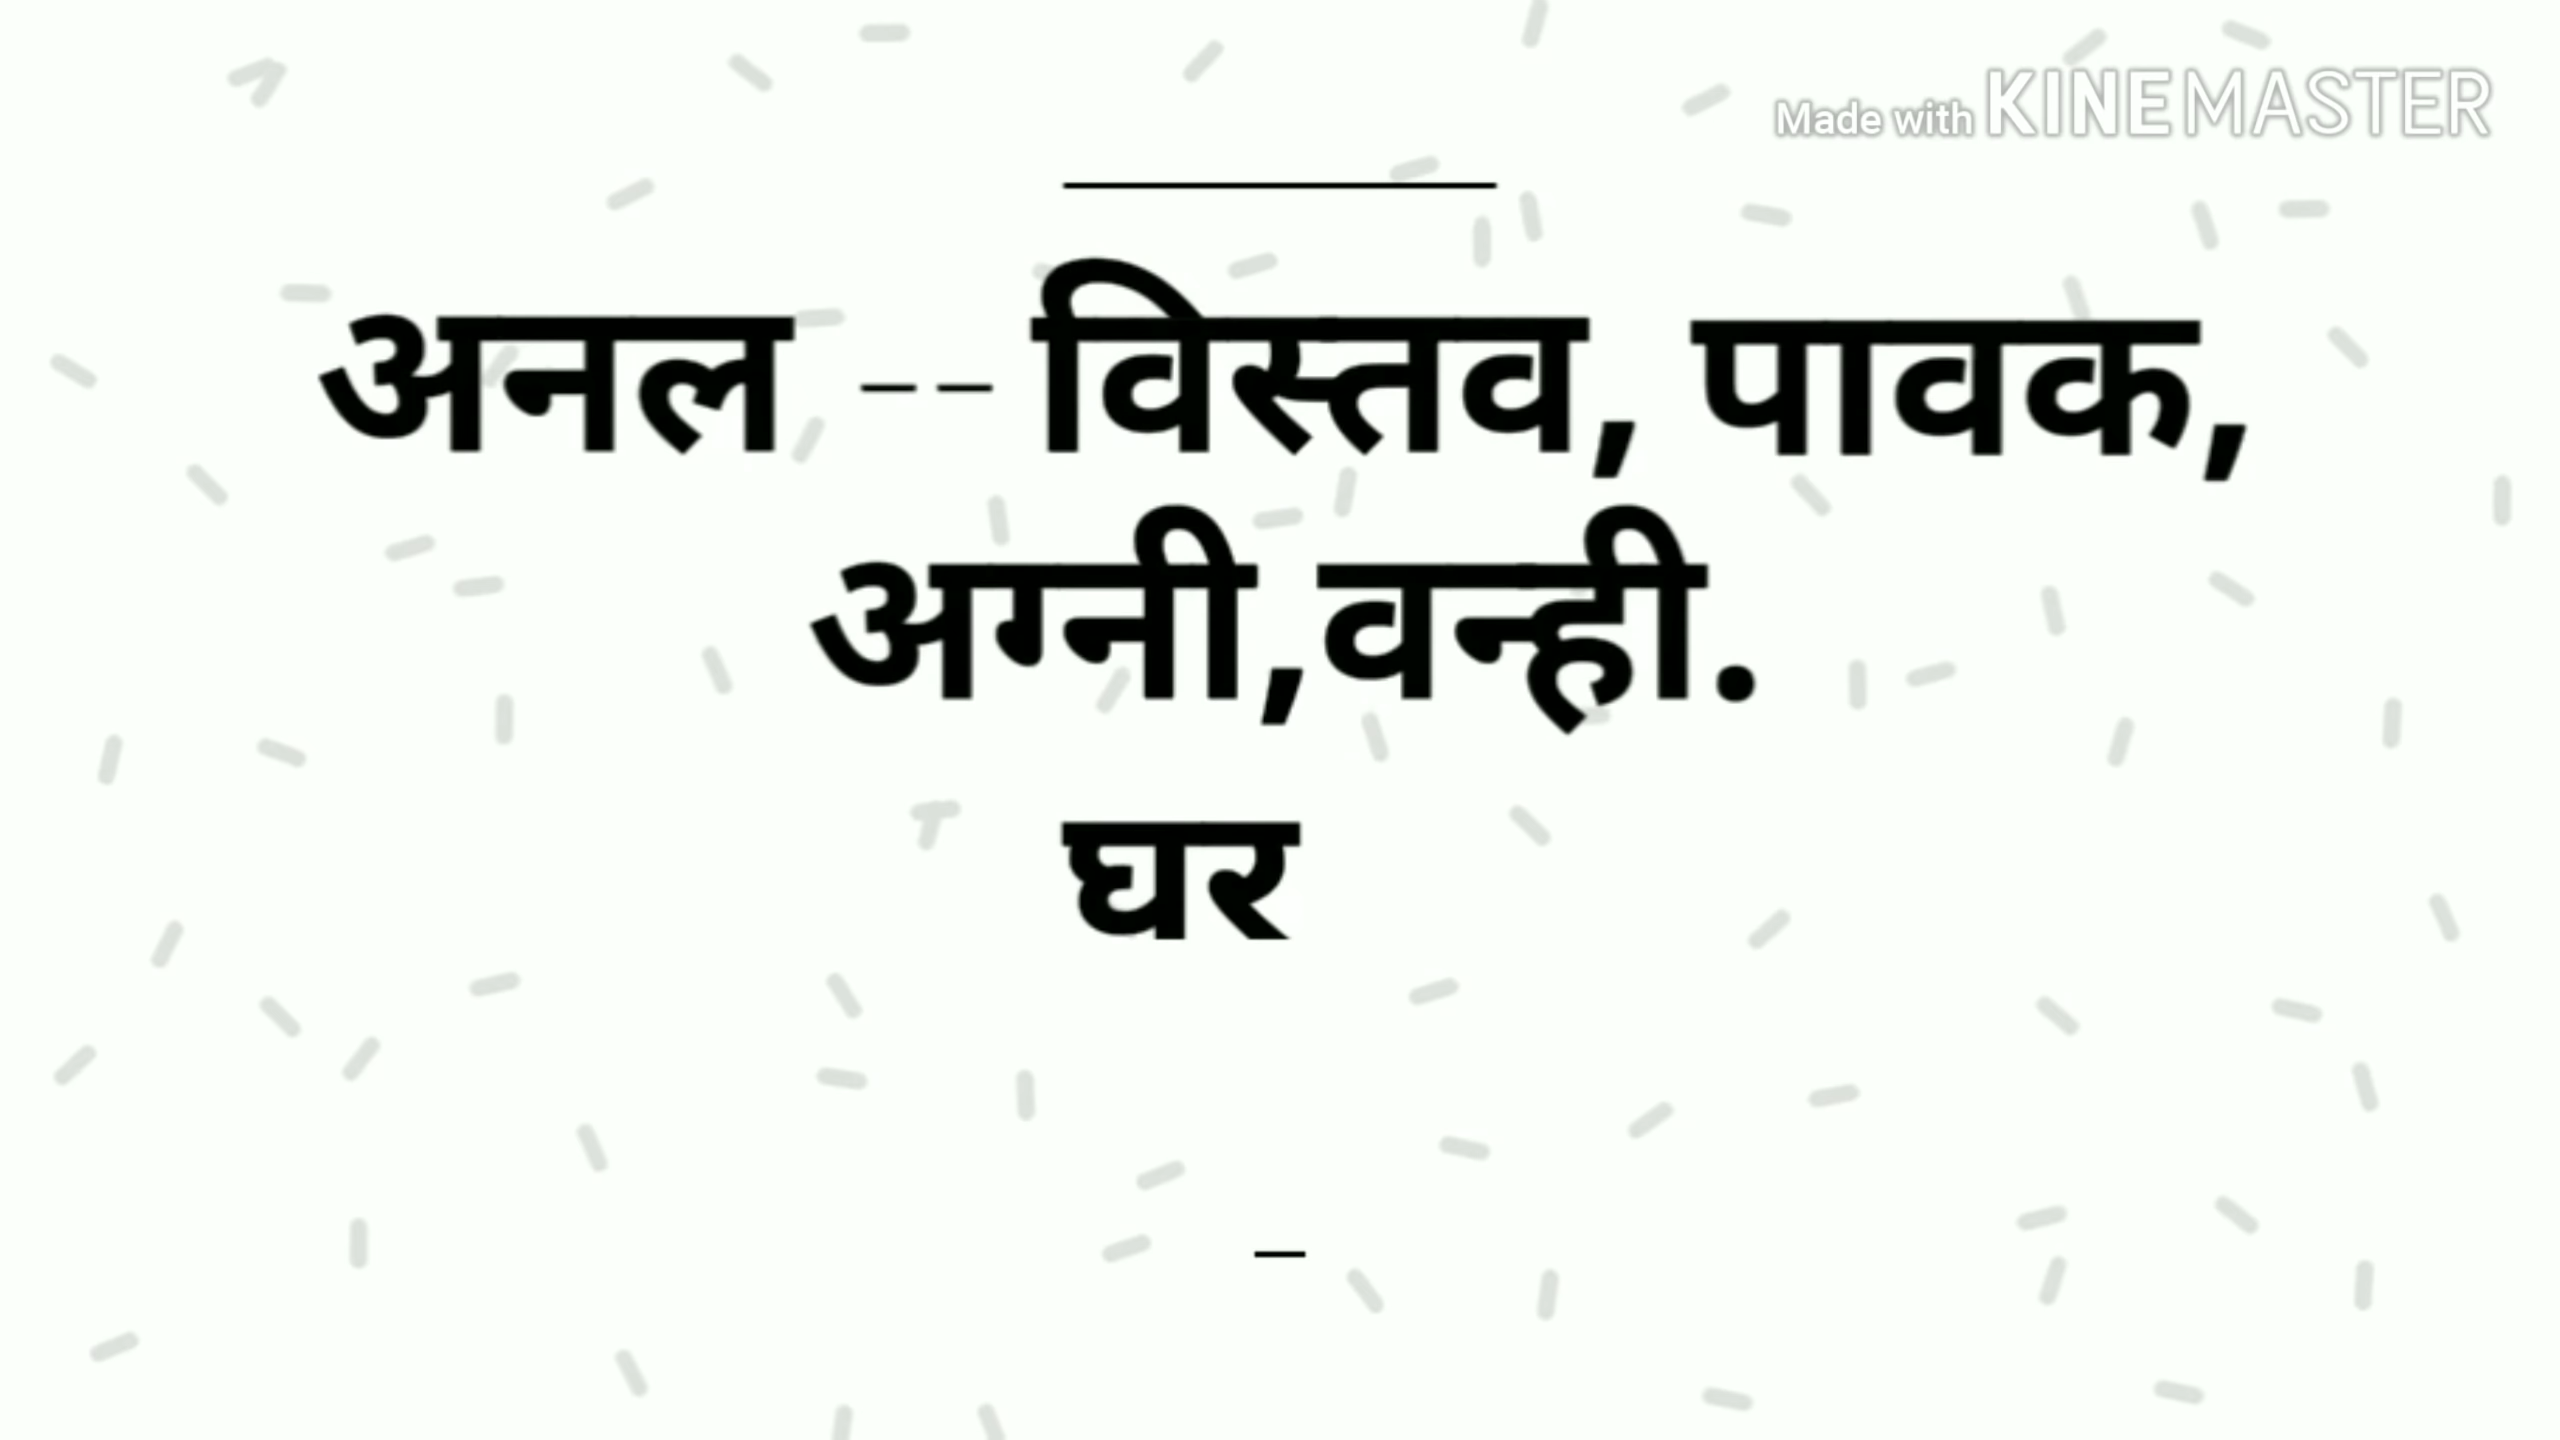 Made with KINEMASTER
अनल -- विस्तव, पावक,
अग्नी,वन्ही.
घर